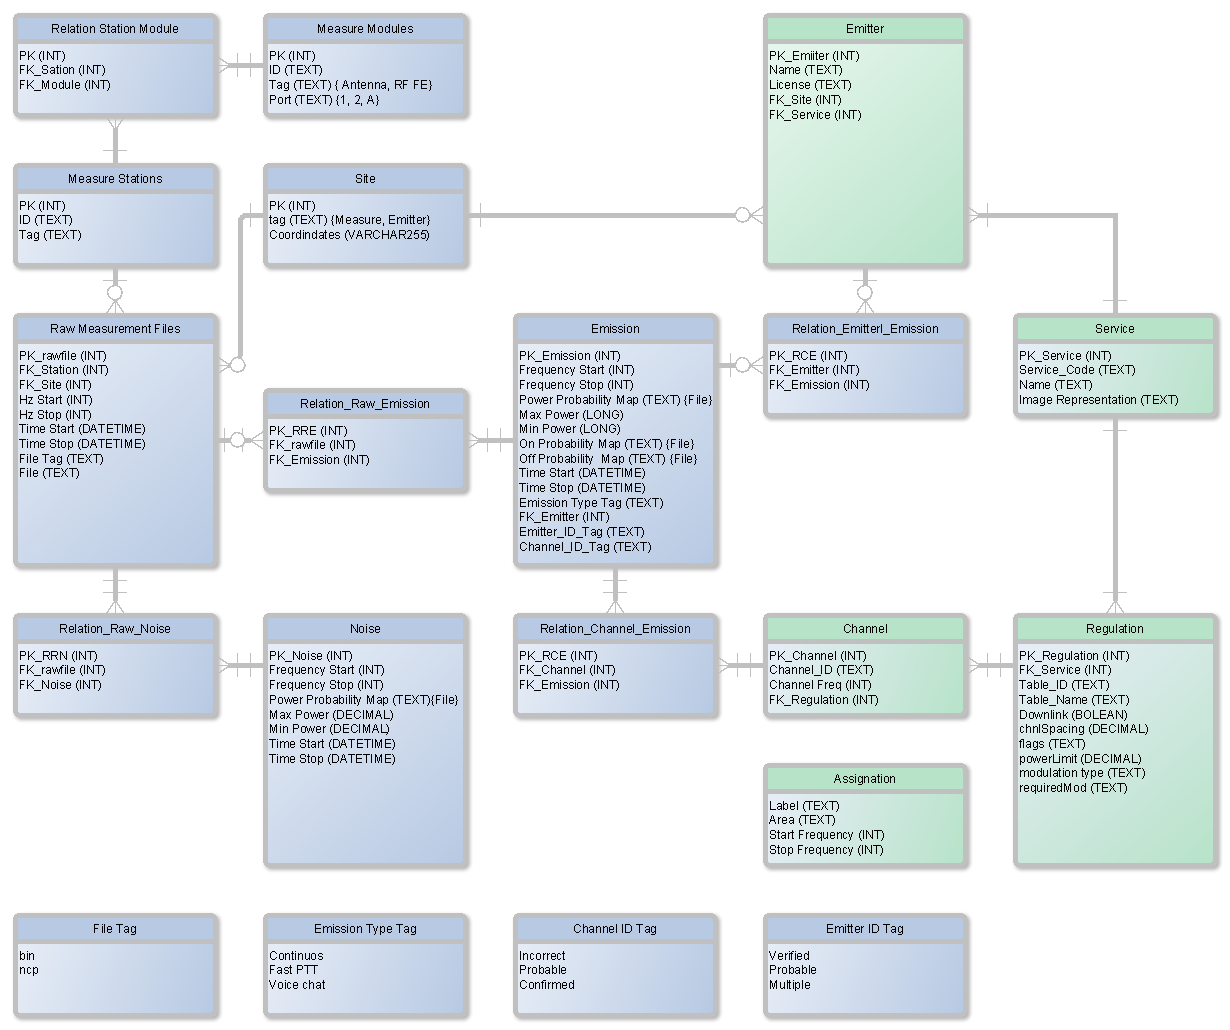 Relation Station Module
PK (INT)
FK_Sation (INT)
FK_Module (INT)
Measure Modules
PK (INT)
ID (TEXT)
Tag (TEXT) { Antenna, RF FE}
Port (TEXT) {1, 2, A}
Emitter
PK_Emiiter (INT)
Name (TEXT)
License (TEXT)
FK_Site (INT)
FK_Service (INT)
Measure Stations
PK (INT)
ID (TEXT)
Tag (TEXT)
Site
PK (INT)
tag (TEXT) {Measure, Emitter}
Coordindates (VARCHAR255)
Raw Measurement Files
PK_rawfile (INT)
FK_Station (INT)
FK_Site (INT)
Hz Start (INT)
Hz Stop (INT)
Time Start (DATETIME)
Time Stop (DATETIME)
File Tag (TEXT)
File (TEXT)
Relation_Raw_Emission
PK_RRE (INT)
FK_rawfile (INT)
FK_Emission (INT)
Emission
PK_Emission (INT)
Frequency Start (INT)
Frequency Stop (INT)
Power Probability Map (TEXT) {File}
Max Power (LONG)
Min Power (LONG)
On Probability Map (TEXT) {File}
Off Probability  Map (TEXT) {File}
Time Start (DATETIME)
Time Stop (DATETIME)
Emission Type Tag (TEXT)
FK_Emitter (INT)
Emitter_ID_Tag (TEXT)
Channel_ID_Tag (TEXT)
Relation_Emitterl_Emission
PK_RCE (INT)
FK_Emitter (INT)
FK_Emission (INT)
Service
PK_Service (INT)
Service_Code (TEXT)
Name (TEXT)
Image Representation (TEXT)
Relation_Raw_Noise
PK_RRN (INT)
FK_rawfile (INT)
FK_Noise (INT)
Noise
PK_Noise (INT)
Frequency Start (INT)
Frequency Stop (INT)
Power Probability Map (TEXT){File}
Max Power (DECIMAL)
Min Power (DECIMAL)
Time Start (DATETIME)
Time Stop (DATETIME)
Relation_Channel_Emission
PK_RCE (INT)
FK_Channel (INT)
FK_Emission (INT)
Channel
PK_Channel (INT)
Channel_ID (TEXT)
Channel Freq (INT)
FK_Regulation (INT)
Regulation
PK_Regulation (INT)
FK_Service (INT)
Table_ID (TEXT)
Table_Name (TEXT)
Downlink (BOLEAN)
chnlSpacing (DECIMAL)
flags (TEXT)
powerLimit (DECIMAL)
modulation type (TEXT)
requiredMod (TEXT)
Assignation
Label (TEXT)
Area (TEXT)
Start Frequency (INT)
Stop Frequency (INT)
File Tag
bin
ncp
Emission Type Tag
Continuos
Fast PTT
Voice chat
Channel ID Tag
Incorrect
Probable
Confirmed
Emitter ID Tag
Verified
Probable
Multiple